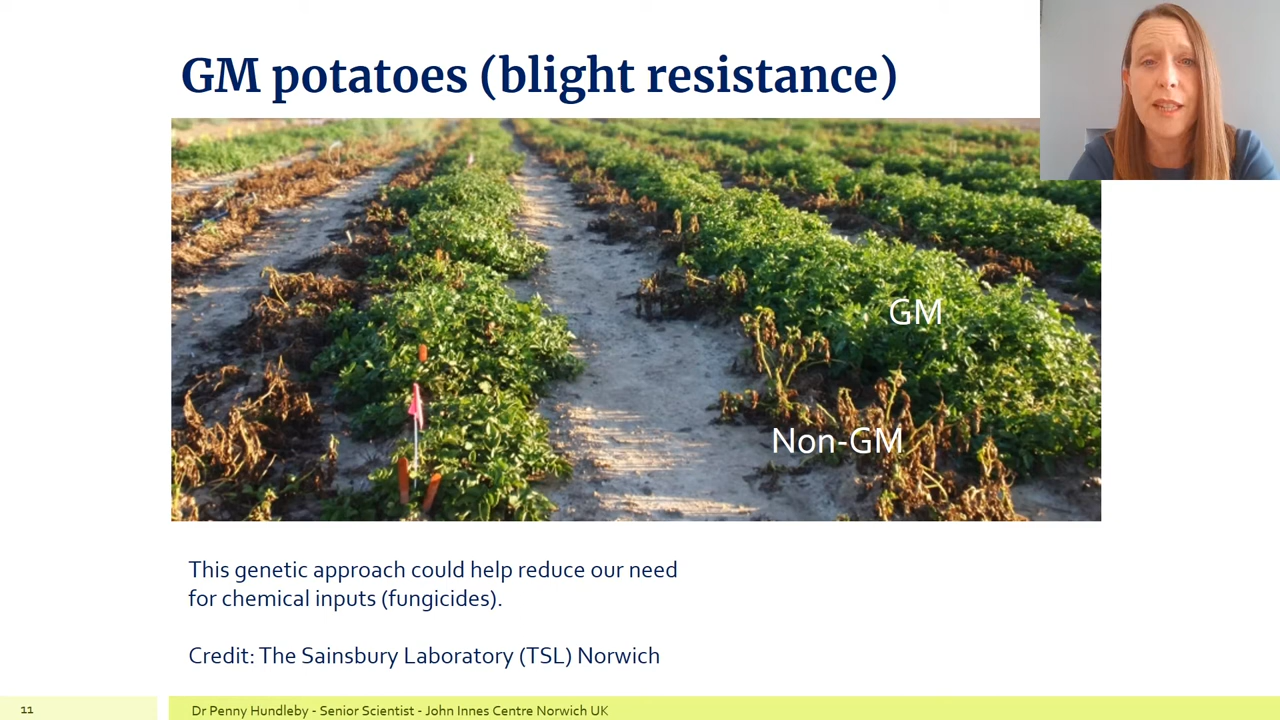 GM potatoes (blight resistance)
GM
Non-GM
This genetic approach could help reduce our need
for chemical inputs (fungicides).
Credit: The Sainsbury Laboratory (TSL) Norwich
11
Dr Penny Hundleby - Senior Scientist - John Innes Centre Norwich UK